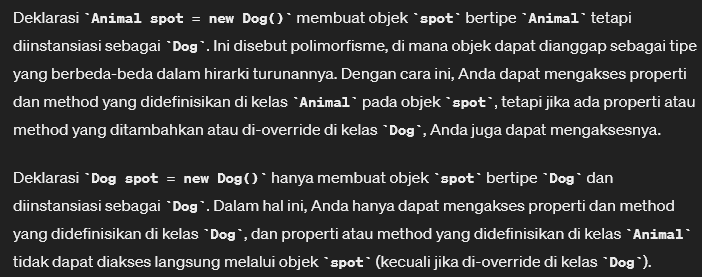 Deklarasi `Animal spot = new Dog()` membuat objek `spot` bertipe `Animal` tetapi
diinstansiasi sebagai `Dog`. Ini disebut polimorfisme, di mana objek dapat dianggap sebagai tipe
yang berbeda-beda dalam hirarki turunannya. Dengan cara ini, Anda dapat mengakses properti
dan method yang didefinisikan di kelas `Animal` pada objek `spot`, tetapi jika ada properti atau
method yang ditambahkan atau di-override di kelas `Dog`, Anda juga dapat mengaksesnya.
Deklarasi `Dog spot = new Dog()` hanya membuat objek `spot` bertipe `Dog` dan
diinstansiasi sebagai `Dog`. Dalam hal ini, Anda hanya dapat mengakses properti dan method
yang didefinisikan di kelas `Dog`, dan properti atau method yang didefinisikan di kelas `Animal`
tidak dapat diakses langsung melalui objek `spot` (kecuali jika di-override di kelas `Dog`).